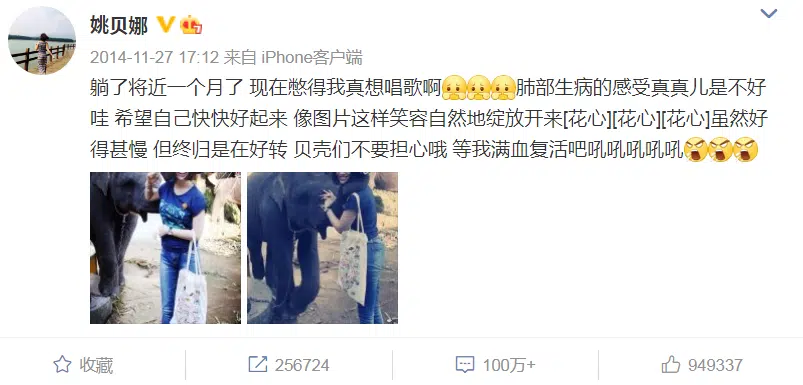 姚贝娜
2014-11-27 17:12 来自 iPhone客户端
躺了将近一个月了 现在憋得我真想唱歌啊肺部生病的感受真真儿是不好
哇 希望自己快快好起来 像图片这样笑容自然地绽放开来[花心][花心][花心]虽然好
得甚慢 但终归是在好转 贝壳们不要担心哦 等我满血复活吧吼吼吼吼吼
收藏
256724
100万+
949337